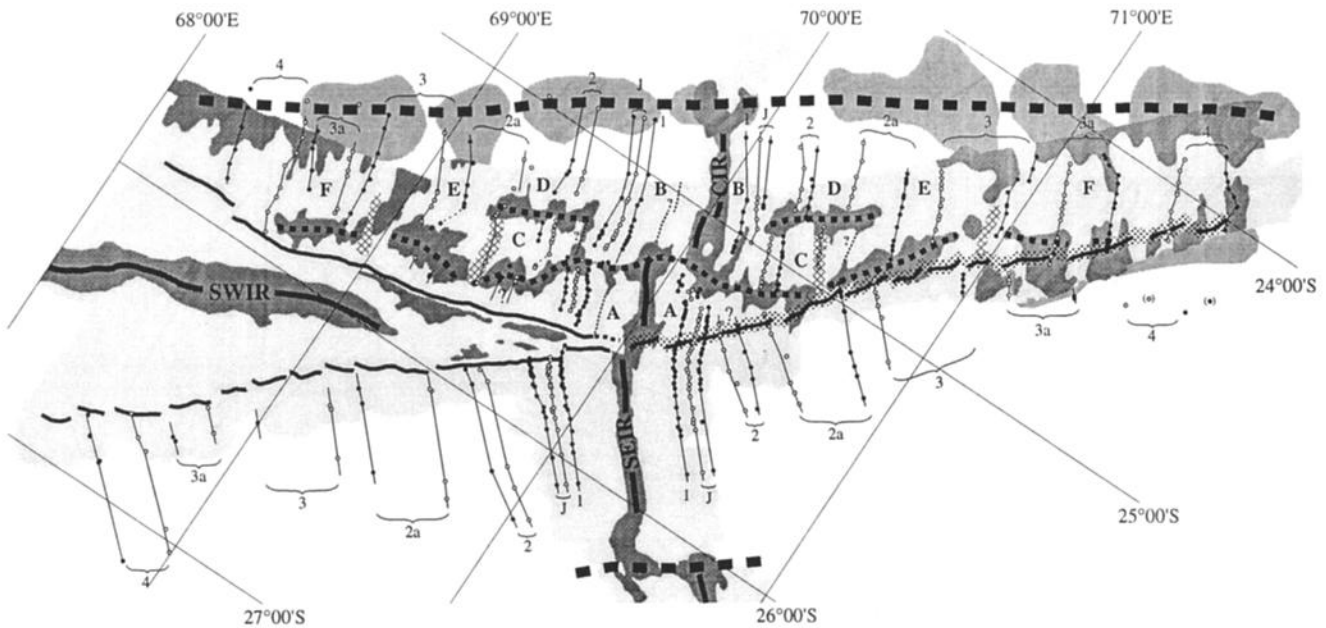 68°00'E
69°00'E
70°00'E
71°00'E
4
3
2
J
1
3a
2a
1
J
2
2a
3
3a
4
F
E
D
B
CIR
B
D
E
F
?
C
C
?
24°00'S
SWIR
?
A
A
?
(o)
(•)
3a
4
3
SEIR
2
2a
3a
3
2a
2
J
1
1
J
4
25°00'S
27°00'S
26°00'S